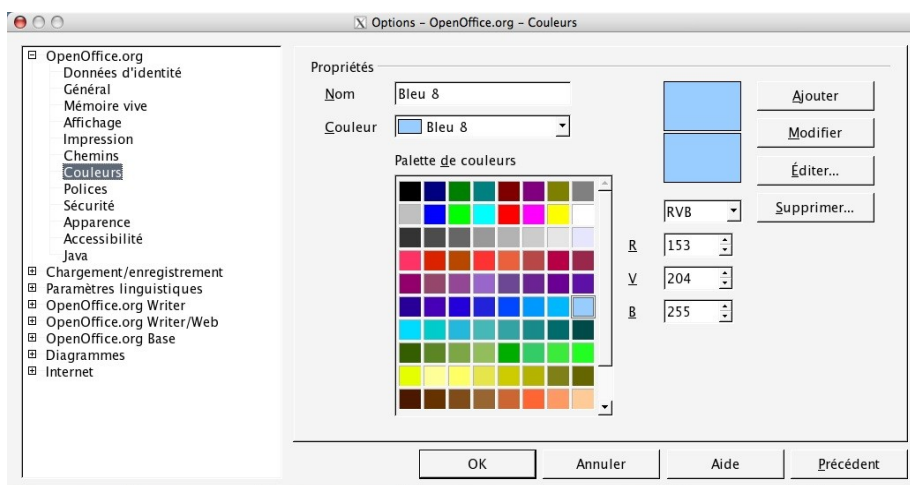 Options – OpenOffice.org – Couleurs
OpenOffice.org
Données d'identité
Général
Mémoire vive
Affichage
Impression
Chemins
Couleurs
Polices
Sécurité
Apparence
Accessibilité
Java
Chargement/enregistrement
Paramètres linguistiques
OpenOffice.org Writer
OpenOffice.org Writer/Web
OpenOffice.org Base
Diagrammes
Internet
Propriétés
Nom
Bleu 8
Couleur
Bleu 8
Palette de couleurs
RVB
R
153
V
204
B
255
Ajouter
Modifier
Éditer...
Supprimer...
OK
Annuler
Aide
Précédent